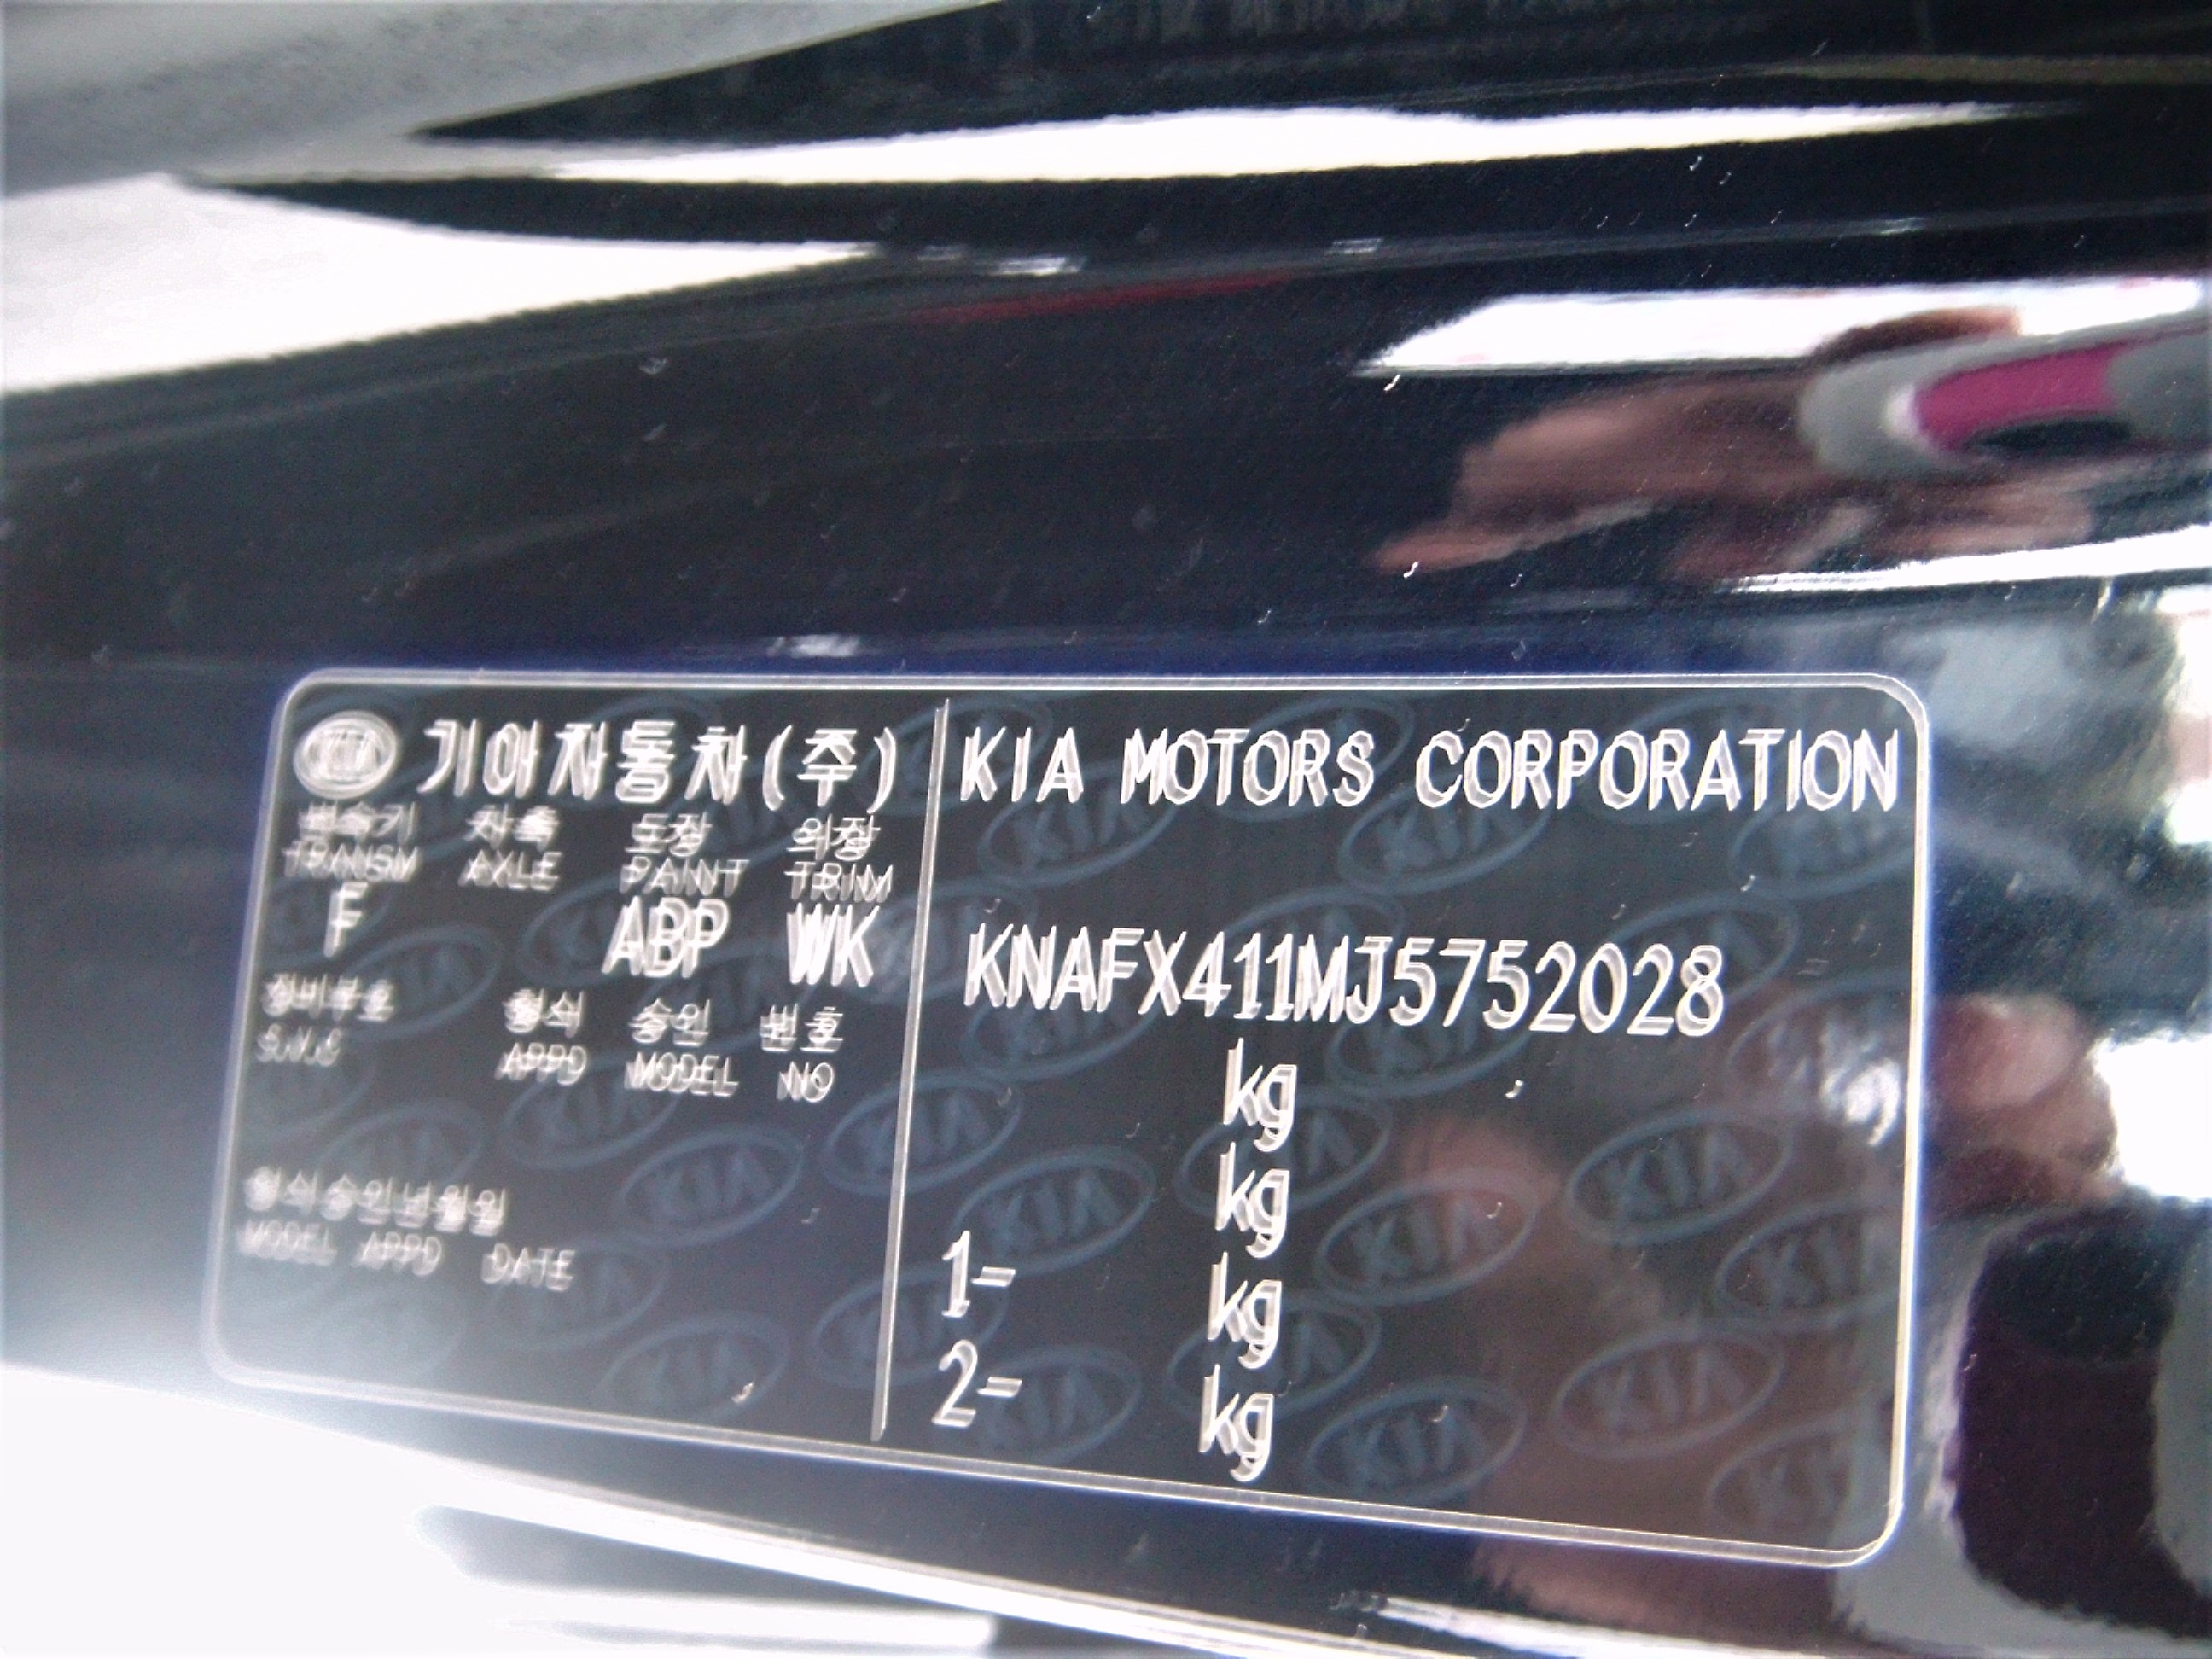 KIA 기아자동차(주)
변속기 차축 도장 의장
TRANSM AXLE PAINT TRIM
F ABP WK
장비부호 형식 승인 번호
S.V.S APPD MODEL NO
형식승인년월일
MODEL APPD DATE
KIA MOTORS CORPORATION
KNAFX411MJ5752028
kg
kg
1- kg
2- kg